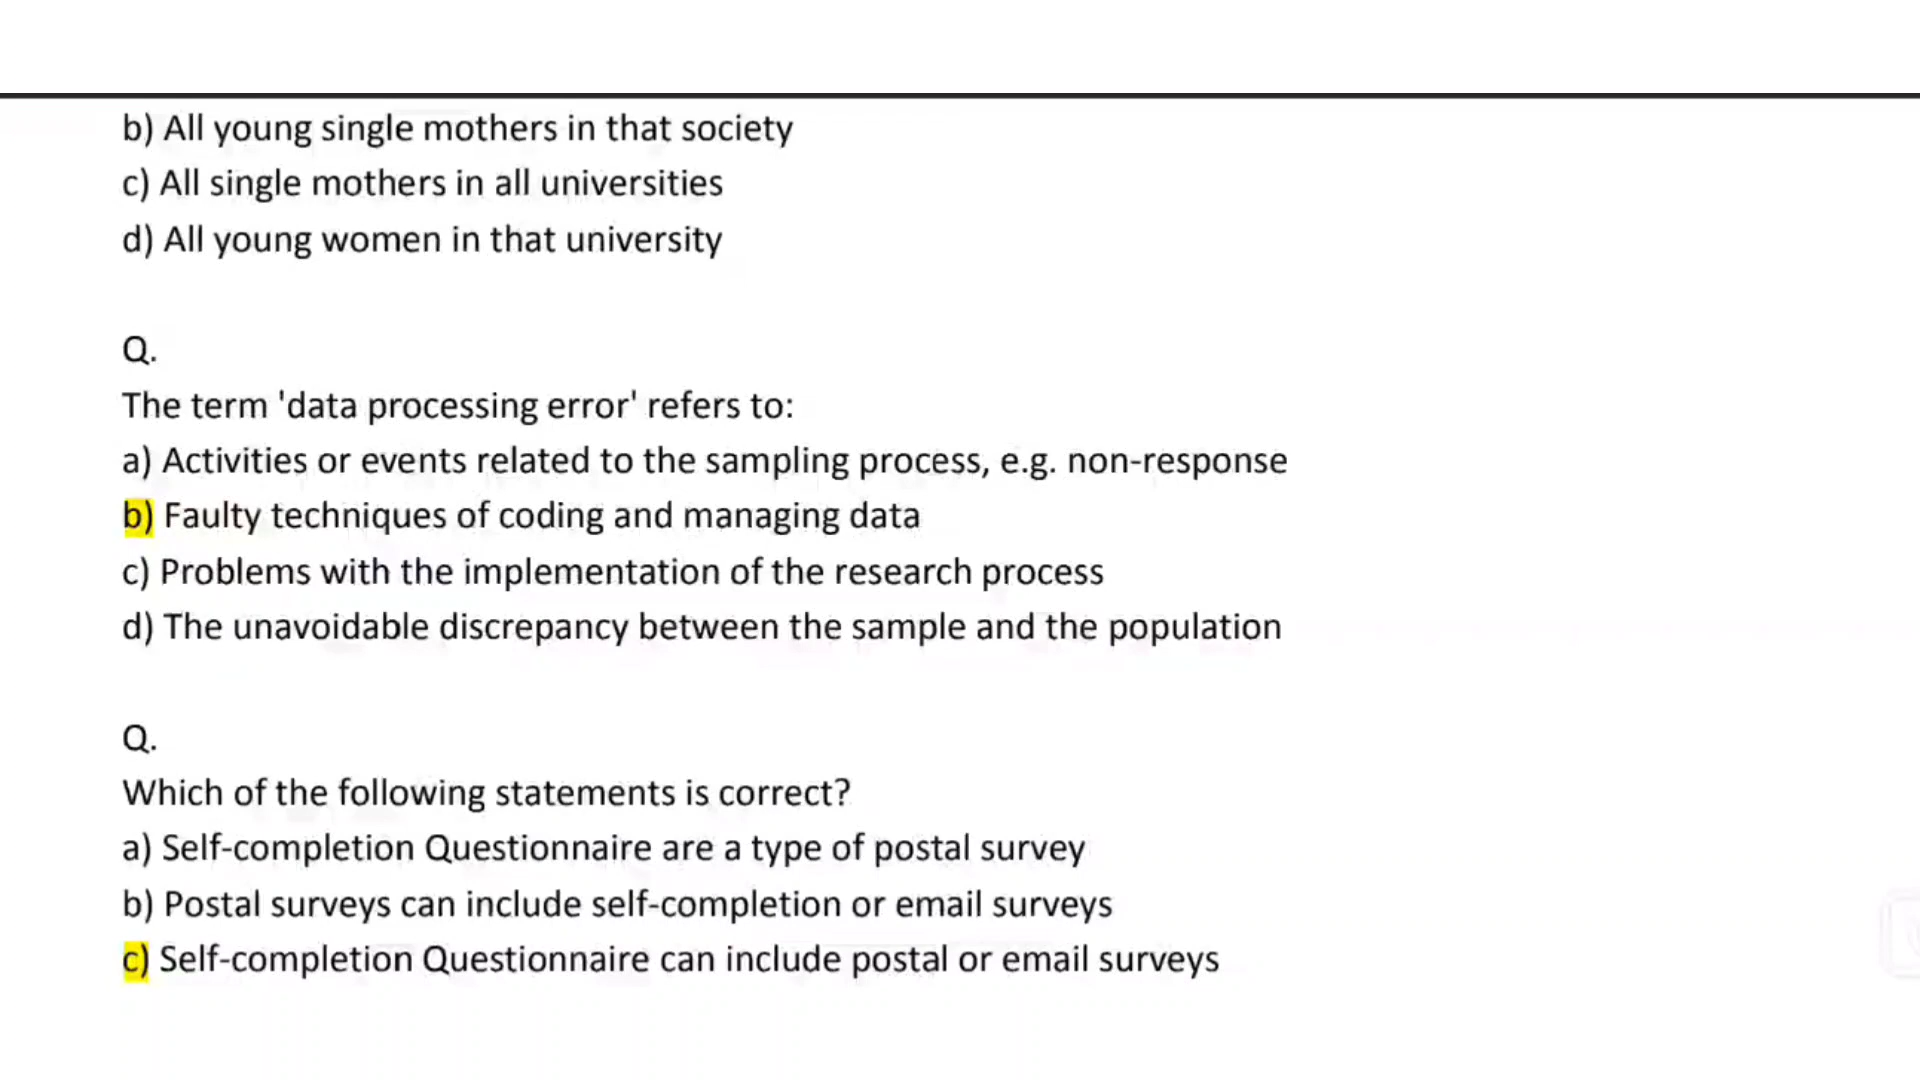 b) All young single mothers in that society
c) All single mothers in all universities
d) All young women in that university
Q.
The term 'data processing error' refers to:
a) Activities or events related to the sampling process, e.g. non-response
b) Faulty techniques of coding and managing data
c) Problems with the implementation of the research process
d) The unavoidable discrepancy between the sample and the population
Q.
Which of the following statements is correct?
a) Self-completion Questionnaire are a type of postal survey
b) Postal surveys can include self-completion or email surveys
c) Self-completion Questionnaire can include postal or email surveys